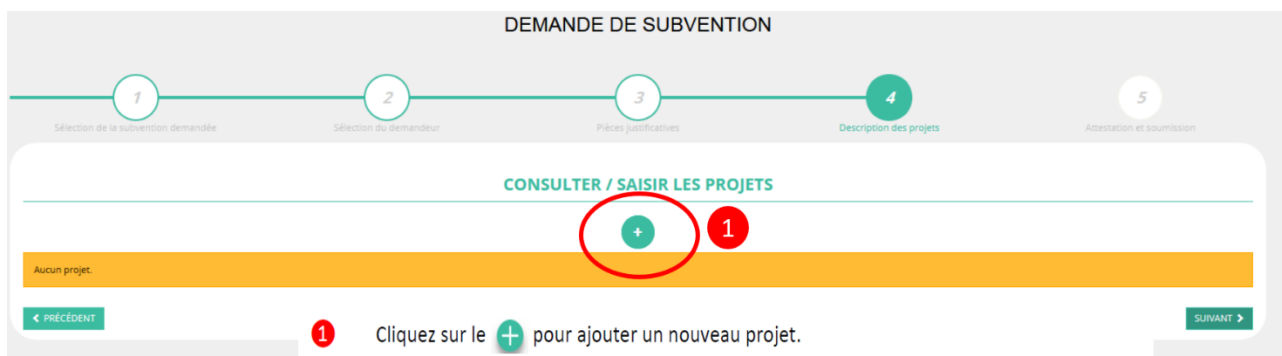 DEMANDE DE SUBVENTION
1 2 3 4 5
Sélection de la subvention demandée Sélection du demandeur Pièces justificatives Description des projets Attestation et soumission
CONSULTER / SAISIR LES PROJETS
+ 1
Aucun projet.
PRÉCÉDENT SUIVANT
1 Cliquez sur le + pour ajouter un nouveau projet.